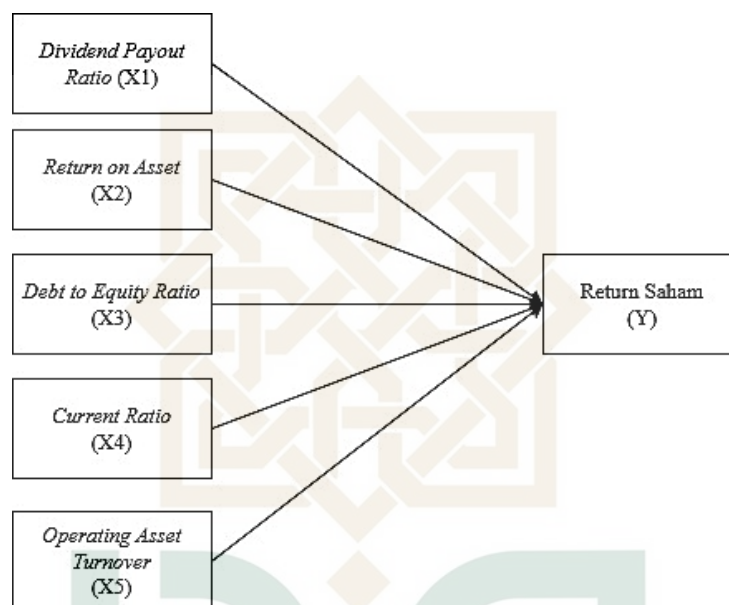 Dividend Payout
Ratio (X1)
Return on Asset
(X2)
Debt to Equity Ratio
(X3)
Return Saham
(Y)
Current Ratio
(X4)
Operating Asset
Turnover
(X5)